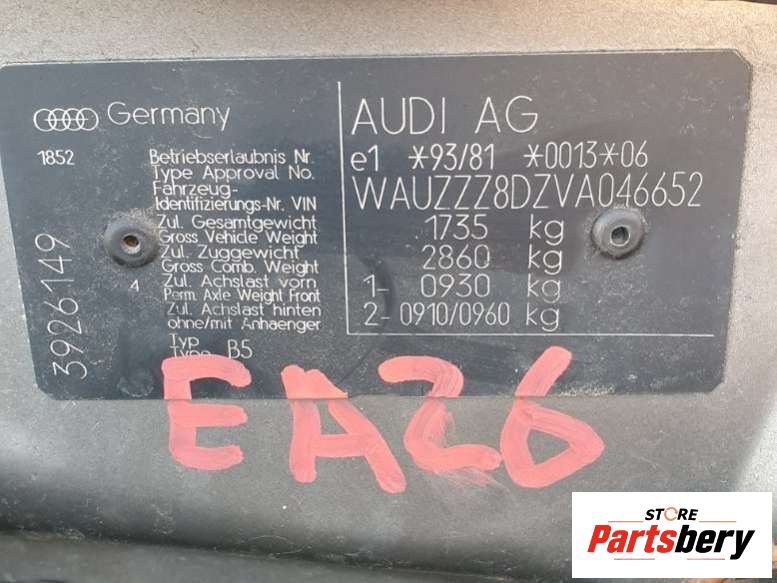 Germany
AUDI AG
1852
Betriebserlaubnis Nr.
Type Approval No.
e1 *93/81 *0013*06
Fahrzeug-
Identifizierungs-Nr. VIN
WAUZZZ8DZVA046652
Zul. Gesamtgewicht
Gross Vehicle Weight
1735 kg
Zul. Zuggewicht
Gross Comb. Weight
2860 kg
4 Zul. Achslast vorn
Perm. Axle Weight Front
1- 0930 kg
Zul. Achslast hinten
ohne/mit Anhaenger
2- 0910/0960 kg
Typ
Type B5
3926149
EA26
STORE
Partsbery